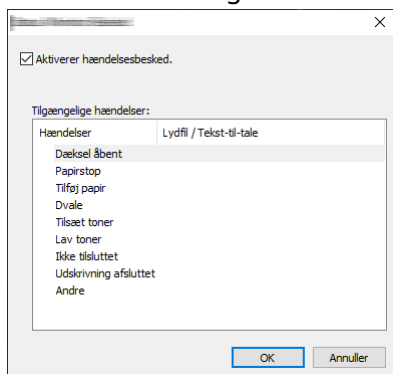 Aktiverer hændelsesbesked.
Tilgængelige hændelser:
Hændelser Lydfil / Tekst-til-tale
Dæksel åbent
Papirstop
Tilføj papir
Dvale
Tilsæt toner
Lav toner
Ikke tilsluttet
Udskrivning afsluttet
Andre
OK Annuller